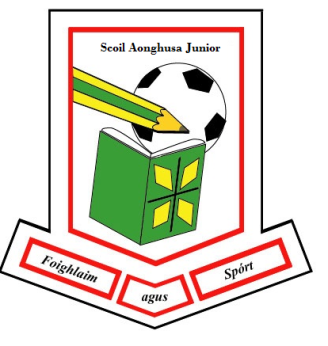 Scoil Aonghusa Junior
Foighlaim
agus
Spórt